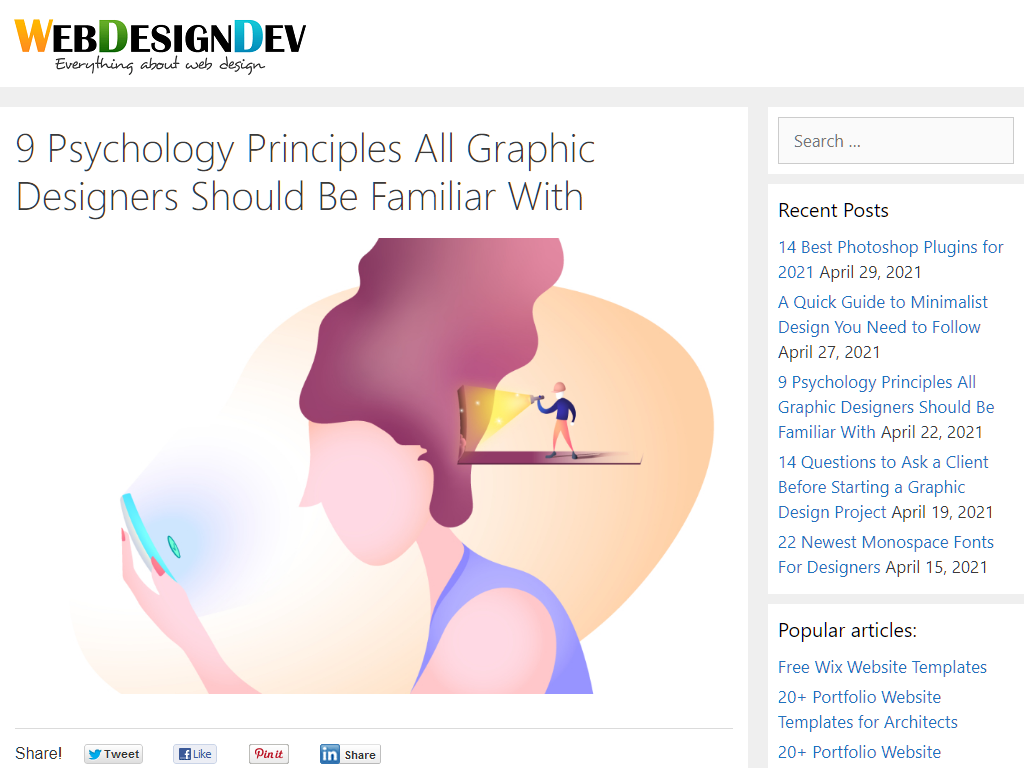 WEBDESIGNDEV
Everything about web design
9 Psychology Principles All Graphic
Designers Should Be Familiar With
Share!
Tweet
Like
Pin it
in Share
Search ...
Recent Posts
14 Best Photoshop Plugins for
2021 April 29, 2021
A Quick Guide to Minimalist
Design You Need to Follow
April 27, 2021
9 Psychology Principles All
Graphic Designers Should Be
Familiar With April 22, 2021
14 Questions to Ask a Client
Before Starting a Graphic
Design Project April 19, 2021
22 Newest Monospace Fonts
For Designers April 15, 2021
Popular articles:
Free Wix Website Templates
20+ Portfolio Website
Templates for Architects
20+ Portfolio Website